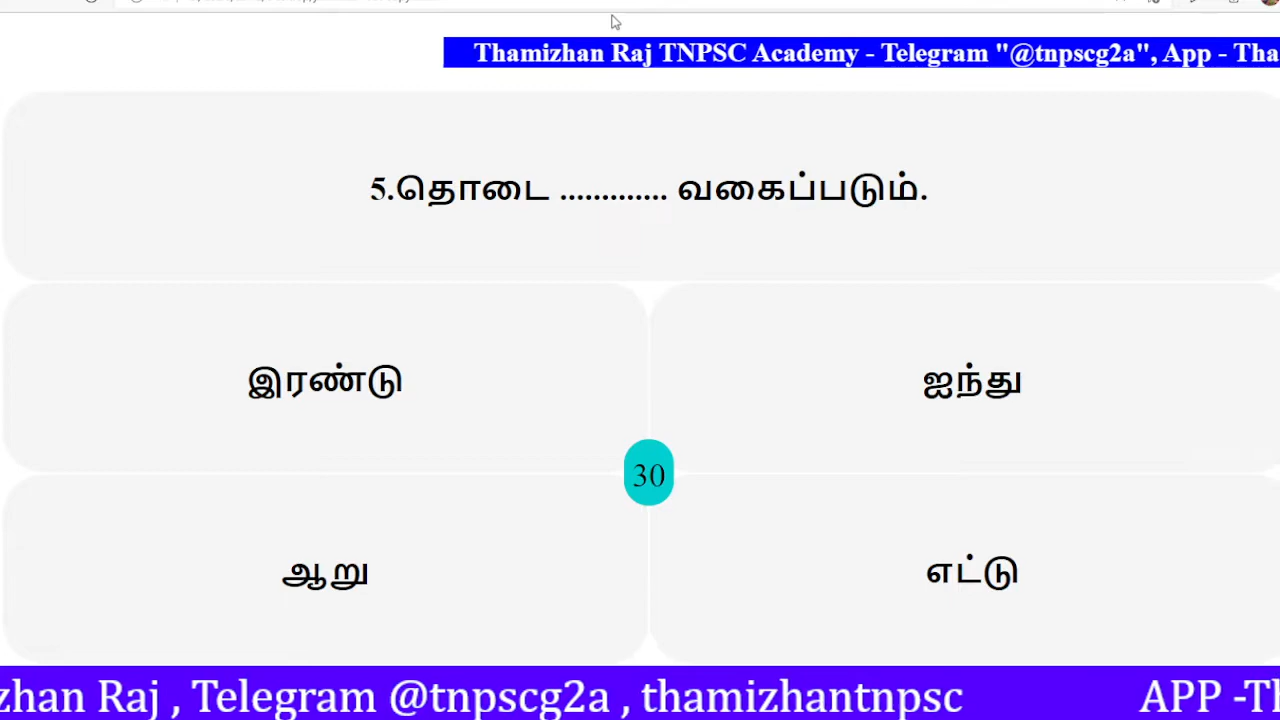 Thamizhan Raj TNPSC Academy - Telegram "@tnpscg2a", App - Tha
5.தொடை ............. வகைப்படும்.
இரண்டு
ஐந்து
30
ஆறு
எட்டு
zhan Raj , Telegram @tnpscg2a , thamizhantnpsc APP -Th